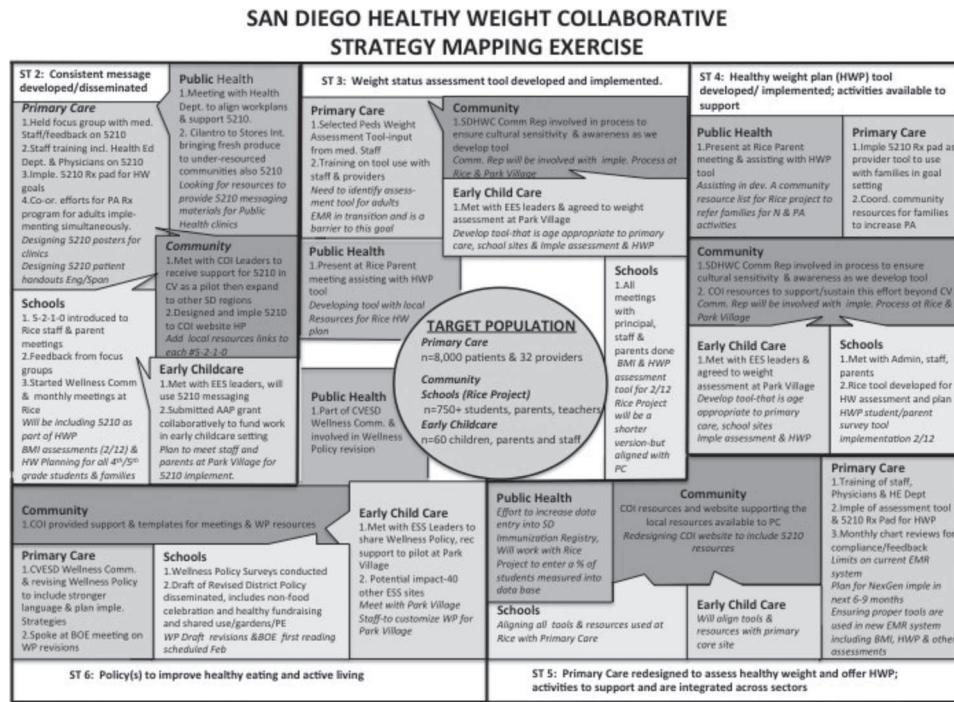 SAN DIEGO HEALTHY WEIGHT COLLABORATIVE
STRATEGY MAPPING EXERCISE
ST 2: Consistent message
developed/disseminated
Primary Care
1.Held focus group with med.
Staff/feedback on 5210
2.Staff training incl. Health Ed
Dept. & Physicians on 5210
3.Imple. 5210 Rx pad for HW
goals
4.Co-or. efforts for PA Rx
program for adults imple-
menting simultaneously.
Designing 5210 posters for
clinics
Designing 5210 patient
handouts Eng/Span
Public Health
1.Meeting with Health
Dept. to align workplans
& support 5210.
2. Cilantro to Stores Int.
bringing fresh produce
to under-resourced
communities also 5210
Looking for resources to
provide 5210 messaging
materials for Public
Health clinics
Community
1.Met with COI Leaders to
receive support for 5210 in
CV as a pilot then expand
to other SD regions
2.Designed and imple 5210
to COI website HP
Add local resources links to
each #5-2-1-0
Schools
1. 5-2-1-0 introduced to
Rice staff & parent
meetings
2.Feedback from focus
groups
3.Started Wellness Comm
& monthly meetings at
Rice
Will be including 5210 as
part of HWP
BMI assessments (2/12) &
HW Planning for all 4th/5th
grade students & families
Early Childcare
1.Met with EES leaders, will
use 5210 messaging
2.Submitted AAP grant
collaboratively to fund work
in early childcare setting
Plan to meet staff and
parents at Park Village for
5210 implement.
ST 3: Weight status assessment tool developed and implemented.
Primary Care
1.Selected Peds Weight
Assessment Tool-input
from med. Staff
2.Training on tool use with
staff & providers
Need to identify assess-
ment tool for adults
EMR in transition and is a
barrier to this goal
Community
1.SDHWC Comm Rep involved in process to
ensure cultural sensitivity & awareness as we
develop tool
Comm. Rep will be involved with imple. Process at
Rice & Park Village
Early Child Care
1.Met with EES leaders & agreed to weight
assessment at Park Village
Develop tool-that is age appropriate to primary
care, school sites & Imple assessment & HWP
Public Health
1.Present at Rice Parent
meeting assisting with HWP
tool
Developing tool with local
Resources for Rice HW
plan
Schools
1.All
meetings
with
principal,
staff &
parents done
BMI & HWP
assessment
tool for 2/12
Rice Project
will be a
shorter
version-but
aligned with
PC
TARGET POPULATION
Primary Care
n=8,000 patients & 32 providers
Community
Schools (Rice Project)
n=750+ students, parents, teachers
Early Childcare
n=60 children, parents and staff
ST 4: Healthy weight plan (HWP) tool
developed/ implemented; activities available to
support
Public Health
1.Present at Rice Parent
meeting & assisting with HWP
tool
Assisting in dev. A community
resource list for Rice project to
refer families for N & PA
activities
Primary Care
1.Imple 5210 Rx pad as
provider tool to use
with families in goal
setting
2.Coord. community
resources for families
to increase PA
Community
1.SDHWC Comm Rep involved in process to ensure
cultural sensitivity & awareness as we develop tool
2. COI resources to support/sustain this effort beyond CV
Comm. Rep will be involved with imple. Process at Rice &
Park Village
Early Child Care
1.Met with EES leaders &
agreed to weight
assessment at Park Village
Develop tool-that is age
appropriate to primary
care, school sites
Imple assessment & HWP
Schools
1.Met with Admin, staff,
parents
2.Rice tool developed for
HW assessment and plan
HWP student/parent
survey tool
implementation 2/12
Public Health
1.Part of CVESD
Wellness Comm. &
involved in Wellness
Policy revision
Community
1.COI provided support & templates for meetings & WP resources
Early Child Care
1.Met with ESS Leaders to
share Wellness Policy, rec
support to pilot at Park
Village
2. Potential impact-40
other ESS sites
Meet with Park Village
Staff-to customize WP for
Park Village
Primary Care
1.CVESD Wellness Comm.
& revising Wellness Policy
to include stronger
language & plan imple.
Strategies
2.Spoke at BOE meeting on
WP revisions
Schools
1.Wellness Policy Surveys conducted
2.Draft of Revised District Policy
disseminated, includes non-food
celebration and healthy fundraising
and shared use/gardens/PE
WP Draft revisions &BOE first reading
scheduled Feb
ST 6: Policy(s) to improve healthy eating and active living
Public Health
Effort to increase data
entry into SD
Immunization Registry,
Will work with Rice
Project to enter a % of
students measured into
data base
Community
COI resources and website supporting the
local resources available to PC
Redesigning COI website to include 5210
resources
Primary Care
1.Training of staff,
Physicians & HE Dept
2.Imple of assessment tool
& 5210 Rx Pad for HWP
3.Monthly chart reviews for
compliance/feedback
Limits on current EMR
system
Plan for NexGen imple in
next 6-9 months
Ensuring proper tools are
used in new EMR system
including BMI, HWP & other
assessments
Schools
Aligning all tools & resources used at
Rice with Primary Care
Early Child Care
Will align tools &
resources with primary
care site
ST 5: Primary Care redesigned to assess healthy weight and offer HWP;
activities to support and are integrated across sectors